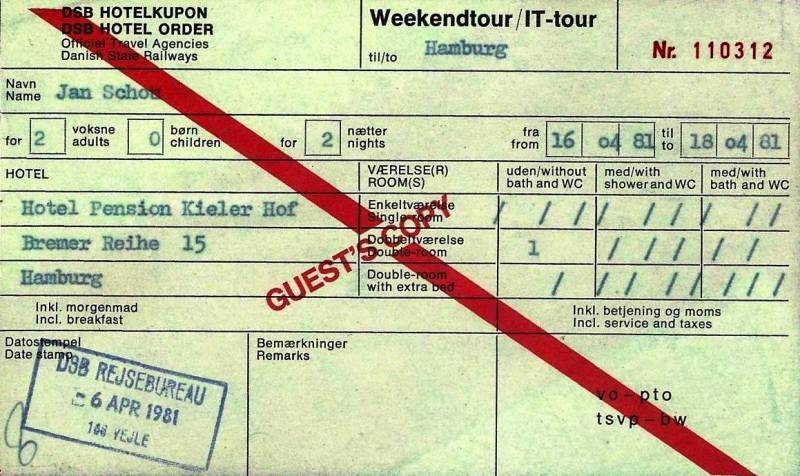 DSB HOTELKUPON
DSB HOTEL ORDER
Official Travel Agencies
Danish State Railways
Weekendtour/IT-tour
til/to Hamburg
Nr. 110312
Navn
Name Jan Schou
for 2 voksne adults 0 børn children for 2 nætter nights fra from 16 04 81 til to 18 04 81
HOTEL
VÆRELSE(R)
ROOM(S)
uden/without
bath and WC
med/with
shower and WC
med/with
bath and WC
Hotel Pension Kieler Hof
Enkeltværelse
Single-room
/ / / /. / /// /. //
Bremer Reihe 15
Dobbeltværelse
Double-room
1 /. / /// /. //
Hamburg
Double-room
with extra bed
/ /. / /// /. ///
GUEST'S COPY
Inkl. morgenmad
Incl. breakfast
Inkl. betjening og moms
Incl. service and taxes
Datostempel
Date stamp
DSB REJSEBUREAU
- 6 APR 1981
VEJLE
Bemærkninger
Remarks
vo - pto
tsvp - bw